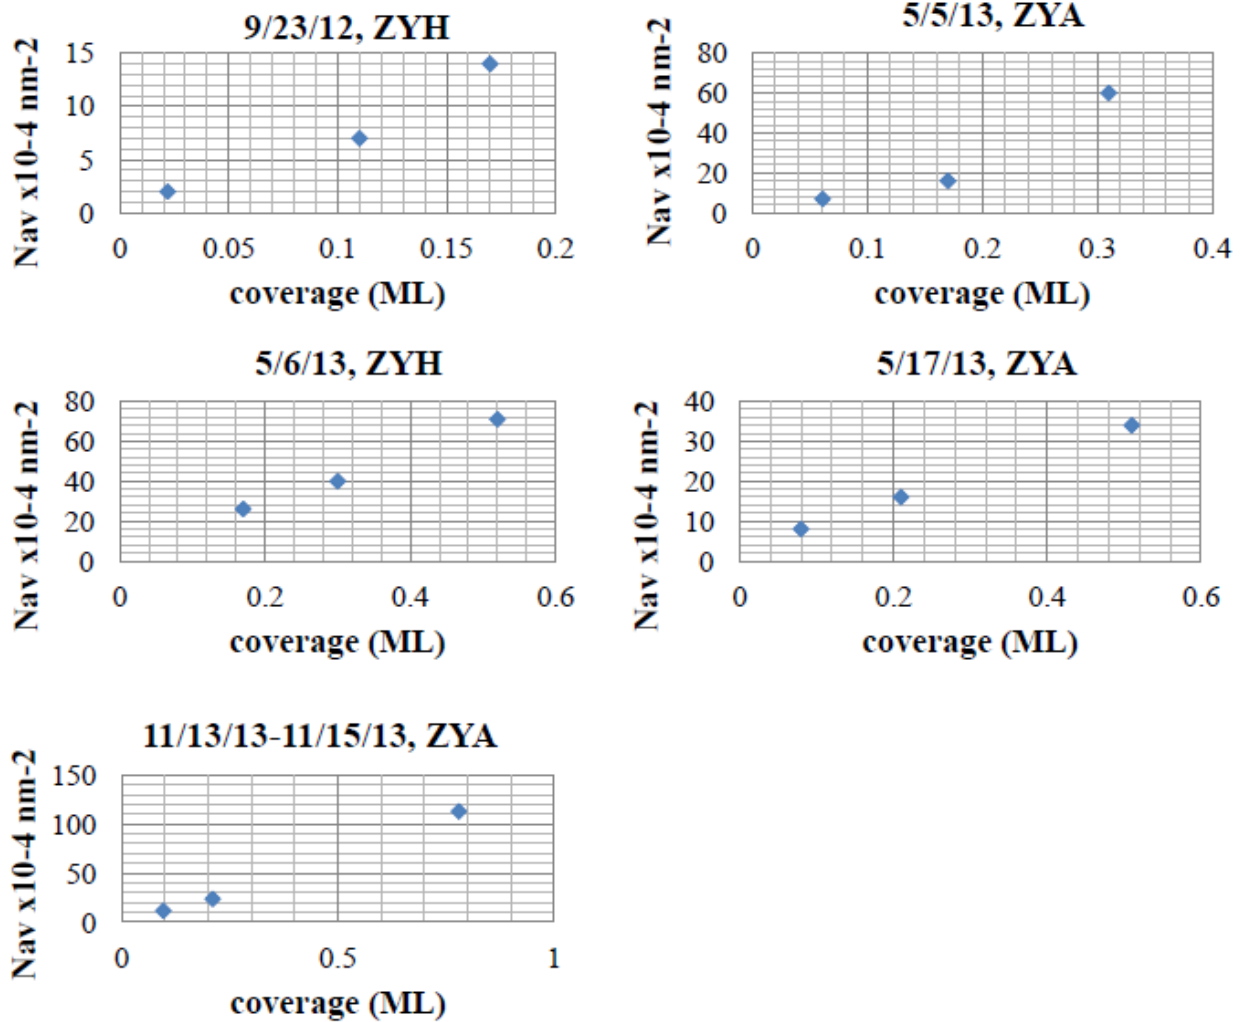 9/23/12, ZYH
Nav x10-4 nm-2
15
10
5
0
0 0.05 0.1 0.15 0.2
coverage (ML)
5/5/13, ZYA
Nav x10-4 nm-2
80
60
40
20
0
0 0.1 0.2 0.3 0.4
coverage (ML)
5/6/13, ZYH
Nav x10-4 nm-2
80
60
40
20
0
0 0.2 0.4 0.6
coverage (ML)
5/17/13, ZYA
Nav x10-4 nm-2
40
30
20
10
0
0 0.2 0.4 0.6
coverage (ML)
11/13/13-11/15/13, ZYA
Nav x10-4 nm-2
150
100
50
0
0 0.5 1
coverage (ML)